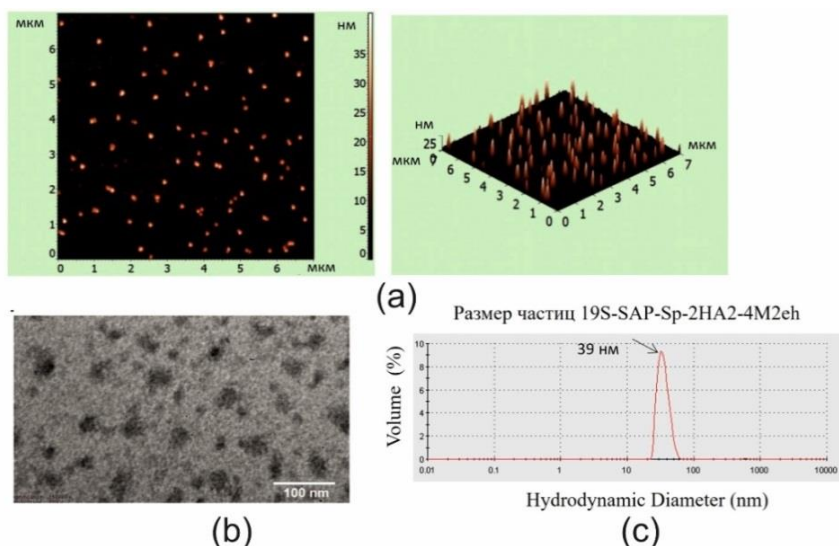 МКМ
НМ
6
5
4
3
2
1
0
0 1 2 3 4 5 6 МКМ
35
30
25
20
15
10
5
0
НМ
25
МКМ
6 5 4 3 2 1 0
0 1 2 3 4 5 6 7
МКМ
(a)
100 nm
(b)
Размер частиц 19S-SAP-Sp-2HA2-4M2eh
39 нм
Volume (%)
10
8
6
4
2
0
0.01 0.1 1 10 100 1000 10000
Hydrodynamic Diameter (nm)
(c)